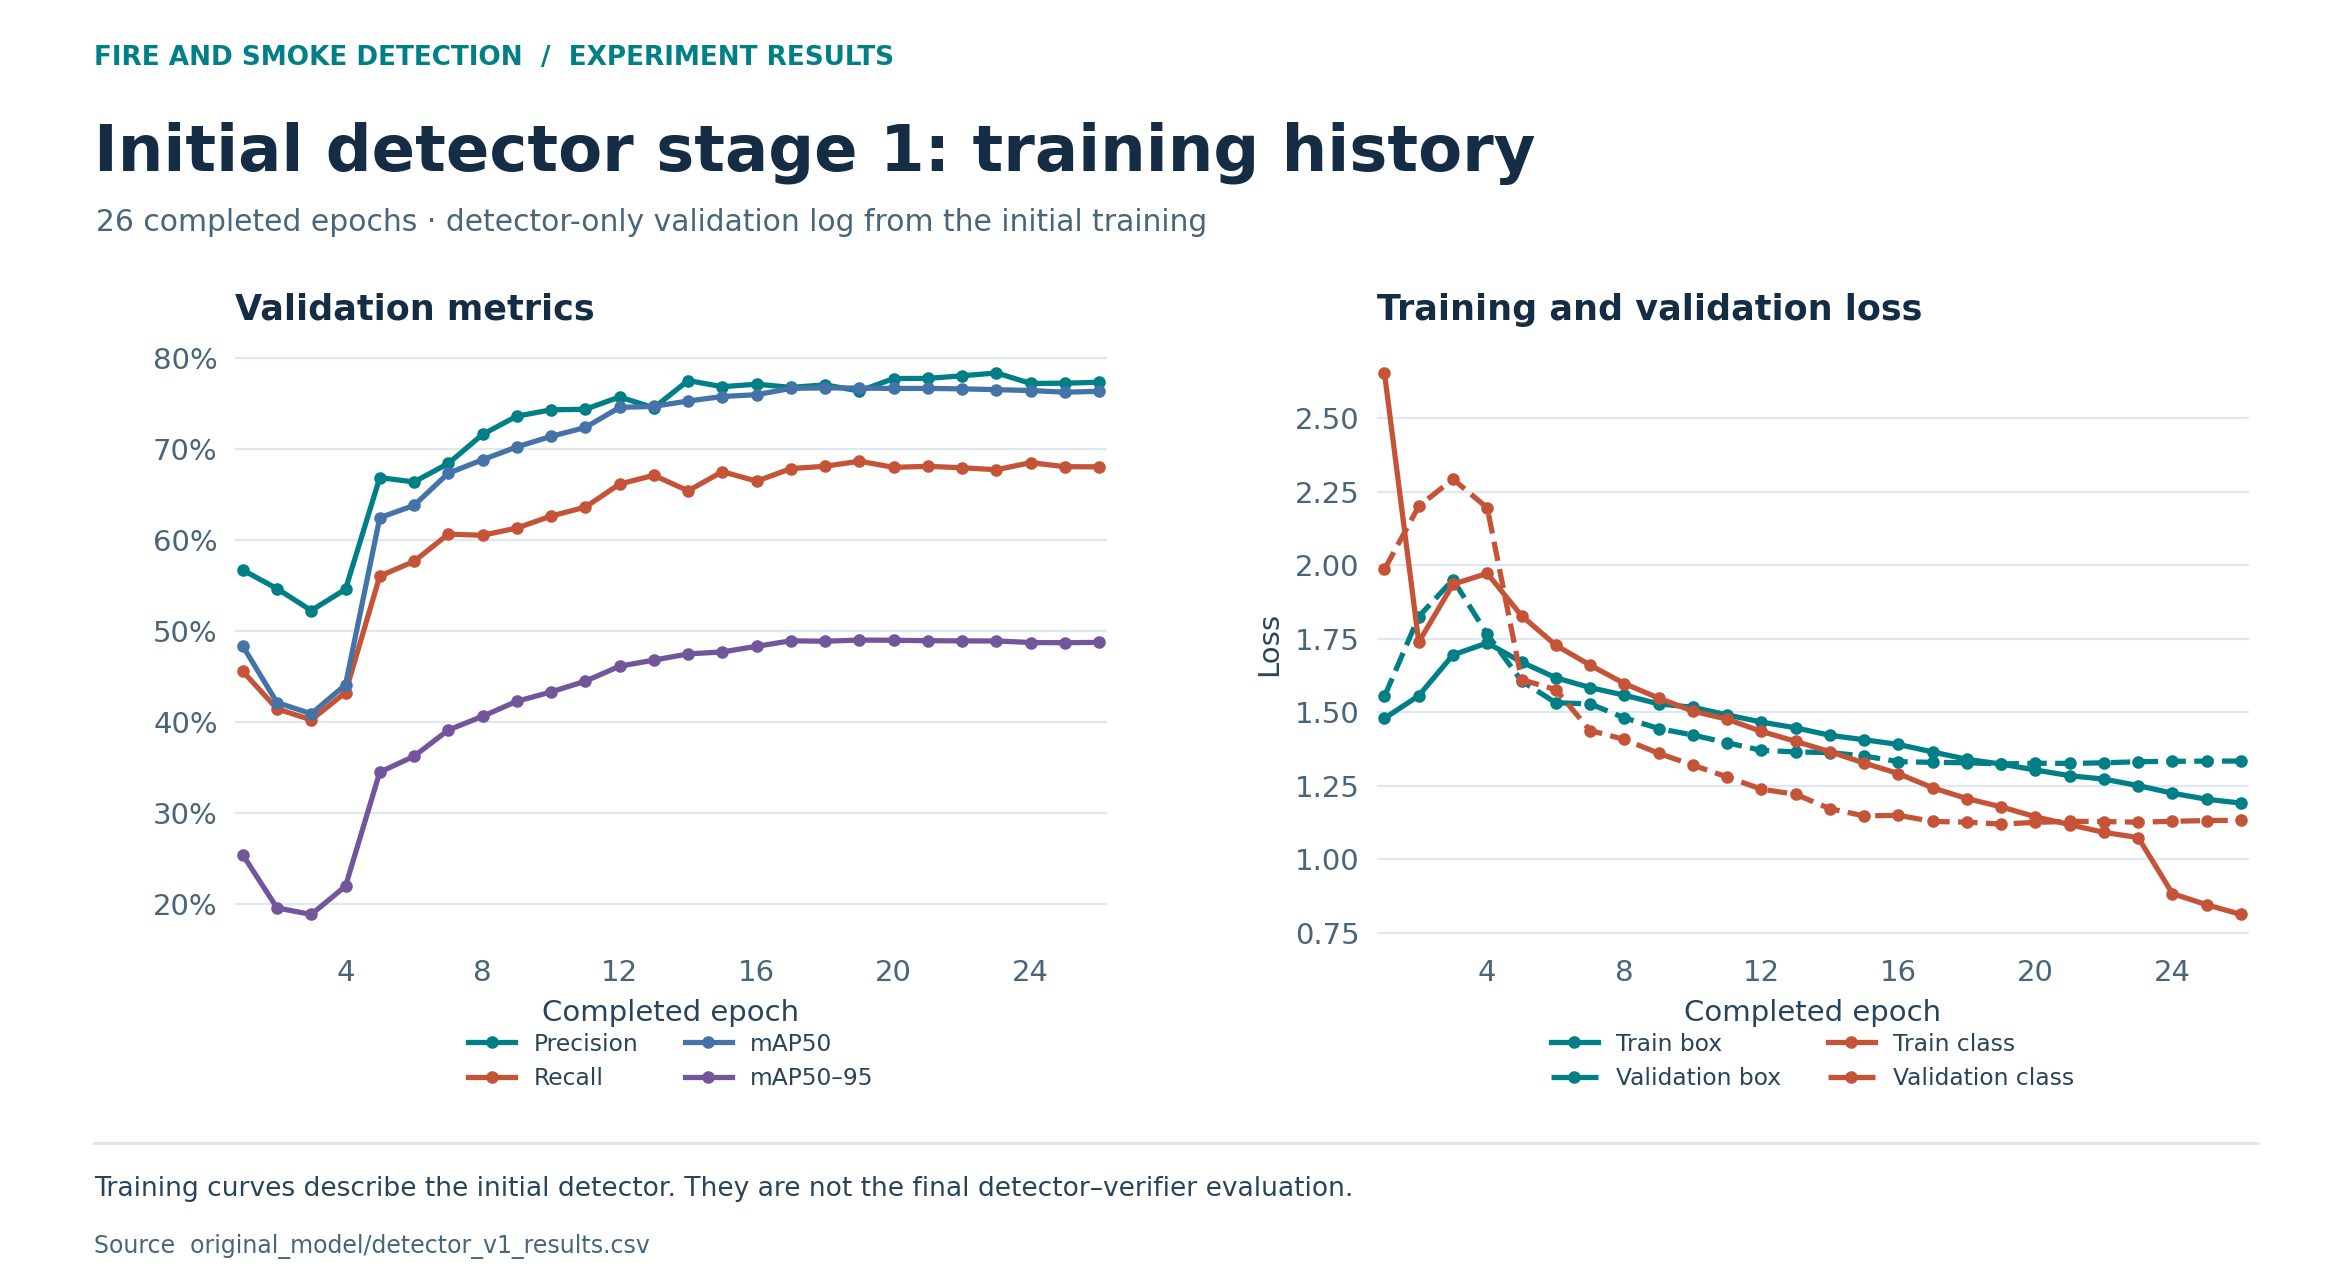 FIRE AND SMOKE DETECTION / EXPERIMENT RESULTS
Initial detector stage 1: training history
26 completed epochs · detector-only validation log from the initial training
Validation metrics
80%
70%
60%
50%
40%
30%
20%
4 8 12 16 20 24
Completed epoch
Precision mAP50
Recall mAP50–95
Training and validation loss
Loss
2.50
2.25
2.00
1.75
1.50
1.25
1.00
0.75
4 8 12 16 20 24
Completed epoch
Train box Train class
Validation box Validation class
Training curves describe the initial detector. They are not the final detector–verifier evaluation.
Source original_model/detector_v1_results.csv